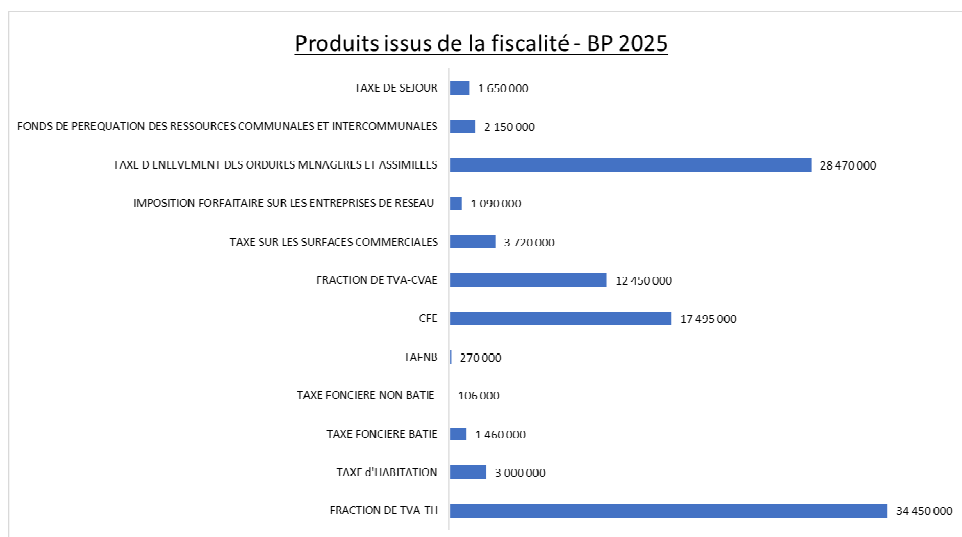 Produits issus de la fiscalité - BP 2025
TAXE DE SEJOUR 1 650 000
FONDS DE PEREQUATION DES RESSOURCES COMMUNALES ET INTERCOMMUNALES 2 150 000
TAXE D'ENLEVEMENT DES ORDURES MENAGERES ET ASSIMILEES 28 470 000
IMPOSITION FORFAITAIRE SUR LES ENTREPRISES DE RESEAU 1 090 000
TAXE SUR LES SURFACES COMMERCIALES 3 720 000
FRACTION DE TVA-CVAE 12 450 000
CFE 17 495 000
TAFNB 270 000
TAXE FONCIERE NON BATIE 106 000
TAXE FONCIERE BATIE 1 460 000
TAXE d'HABITATION 3 000 000
FRACTION DE TVA-TH 34 450 000